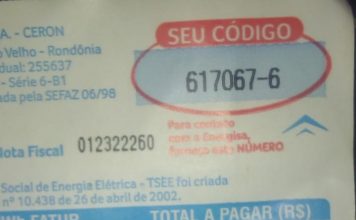 A. - CERON
SEU CÓDIGO
Velho - Rondônia
dual: 255637
- Série 6-B1
ada pela SEFAZ 06/98
617067-6
Para contato
com a Energisa,
forneça este NÚMERO
Nota Fiscal 012322260
Social de Energia Elétrica - TSEE foi criada
nº 10.438 de 26 de abril de 2002.
FATUR
TOTAL A PAGAR (R$)